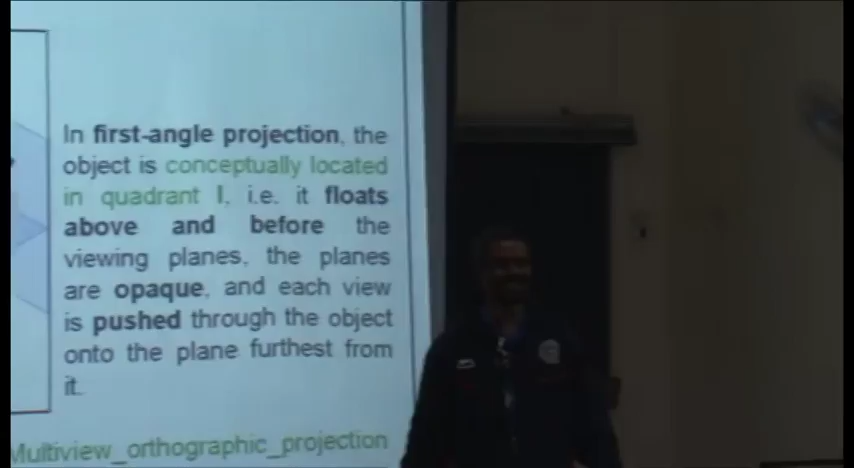 In first-angle projection, the
object is conceptually located
in quadrant I, i.e. it floats
above and before the
viewing planes, the planes
are opaque, and each view
is pushed through the object
onto the plane furthest from
it.
Multiview_orthographic_projection